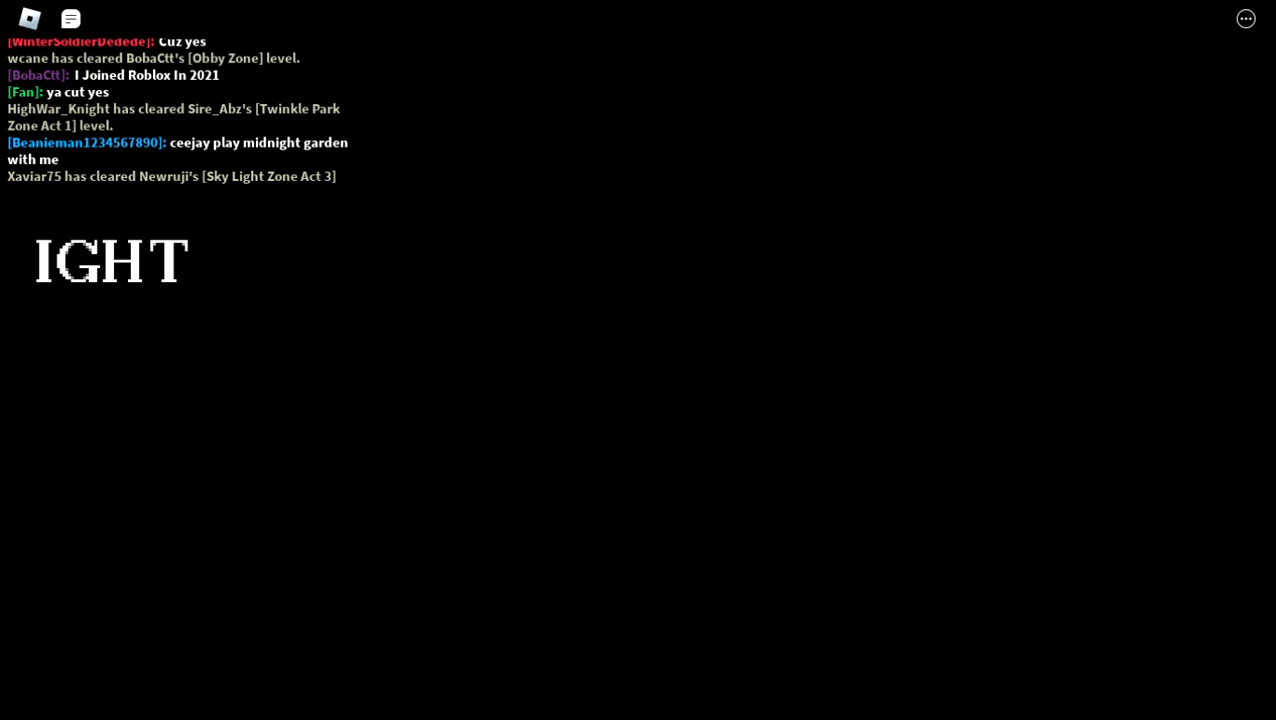 [WinterSoldierDedede]: Cuz yes
wcane has cleared BobaCtt's [Obby Zone] level.
[BobaCtt]: I Joined Roblox In 2021
[Fan]: ya cut yes
HighWar_Knight has cleared Sire_Abz's [Twinkle Park
Zone Act 1] level.
[Beanieman1234567890]: ceejay play midnight garden
with me
Xaviar75 has cleared Newruji's [Sky Light Zone Act 3]
IGHT